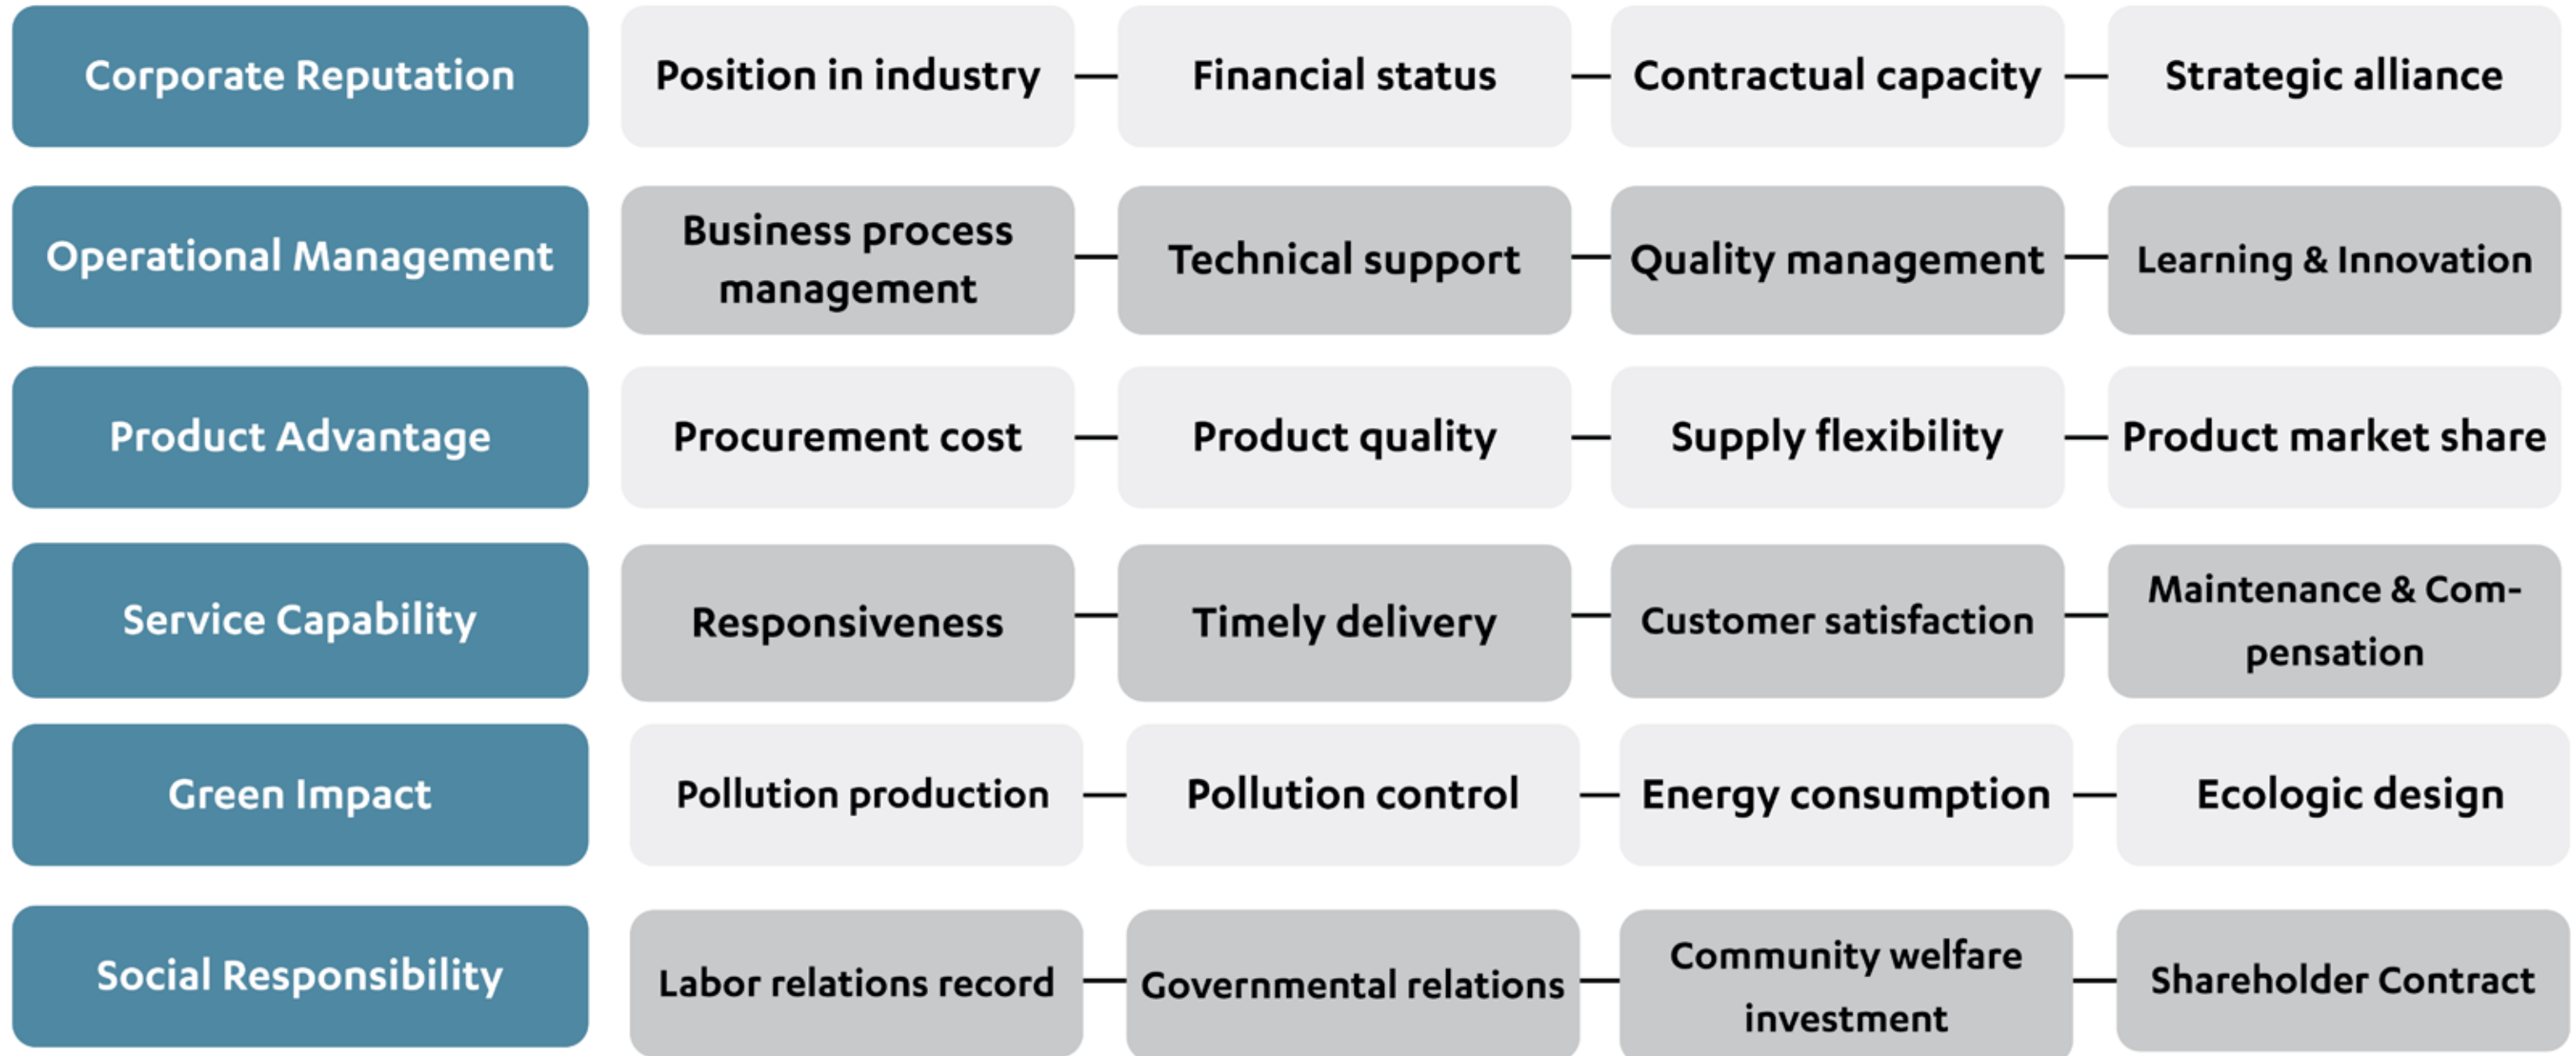 Corporate Reputation
Position in industry
Financial status
Contractual capacity
Strategic alliance
Operational Management
Business process
management
Technical support
Quality management
Learning & Innovation
Product Advantage
Procurement cost
Product quality
Supply flexibility
Product market share
Service Capability
Responsiveness
Timely delivery
Customer satisfaction
Maintenance & Com-
pensation
Green Impact
Pollution production
Pollution control
Energy consumption
Ecologic design
Social Responsibility
Labor relations record
Governmental relations
Community welfare
investment
Shareholder Contract